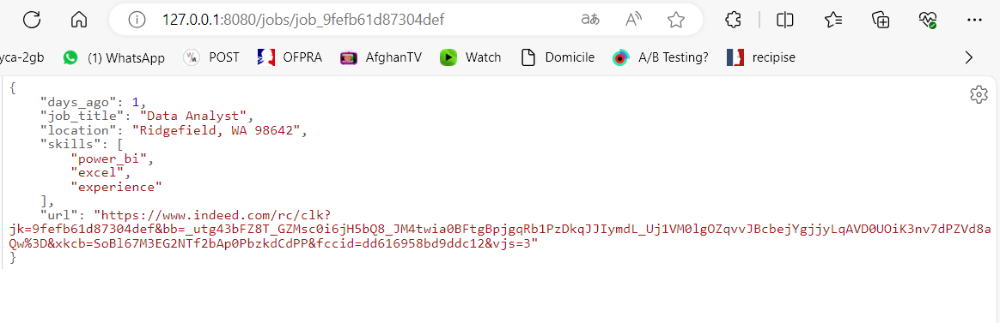 127.0.0.1:8080/jobs/job_9fefb61d87304def
yca-2gb (1) WhatsApp POST OFPRA AfghanTV Watch Domicile A/B Testing? recipise
{
    "days_ago": 1,
    "job_title": "Data Analyst",
    "location": "Ridgefield, WA 98642",
    "skills": [
        "power_bi",
        "excel",
        "experience"
    ],
    "url": "https://www.indeed.com/rc/clk?
jk=9fefb61d87304def&bb=_utg43bFZ8T_GZMsc0i6jH5bQ8_JM4twia0BFtgBpjgqRb1PzDkqJJIymdL_Uj1VM0lgOZqvvJBcbejYgjjyLqAVD0UOiK3nv7dPZVd8a
Qw%3D&xkcb=SoBl67M3EG2NTf2bAp0PbzkdCdPP&fccid=dd616958bd9ddc12&vjs=3"
}